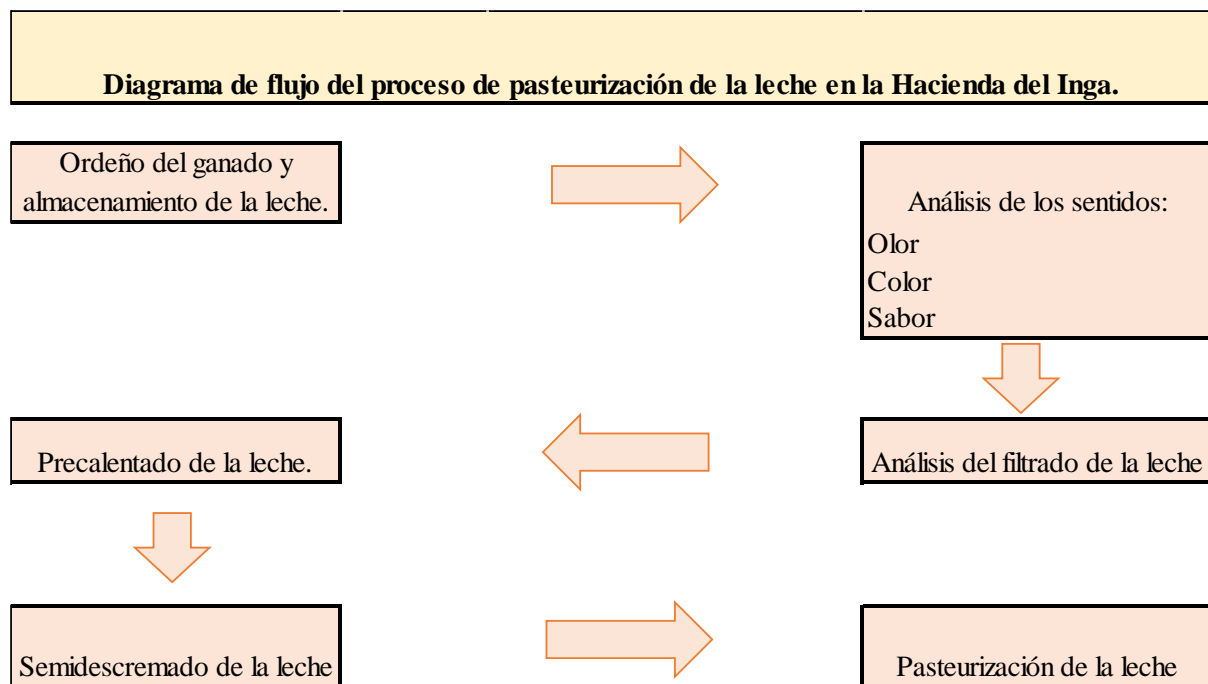 Diagrama de flujo del proceso de pasteurización de la leche en la Hacienda del Inga.
Ordeño del ganado y
almacenamiento de la leche.
Análisis de los sentidos:
Olor
Color
Sabor
Análisis del filtrado de la leche
Precalentado de la leche.
Semidescremado de la leche
Pasteurización de la leche